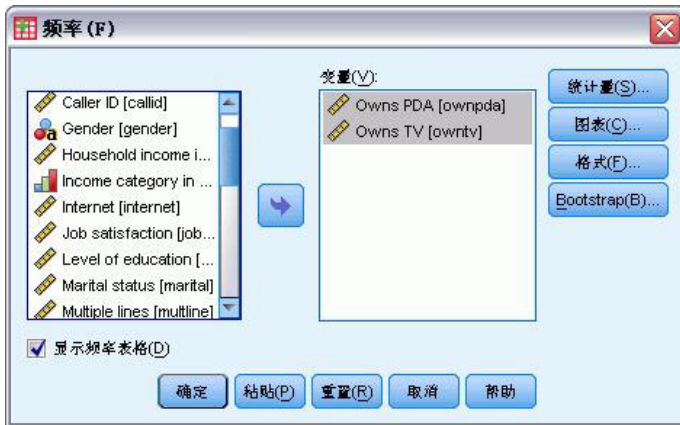 频率(F)
Caller ID [callid]
Gender [gender]
Household income i...
Income category in ...
Internet [internet]
Job satisfaction [job...
Level of education [...
Marital status [marital]
Multiple lines [multline]
变量(V):
Owns PDA [ownpda]
Owns TV [owntv]
统计量(S)...
图表(C)...
格式(F)...
Bootstrap(B)...
显示频率表格(D)
确定
粘贴(P)
重置(R)
取消
帮助